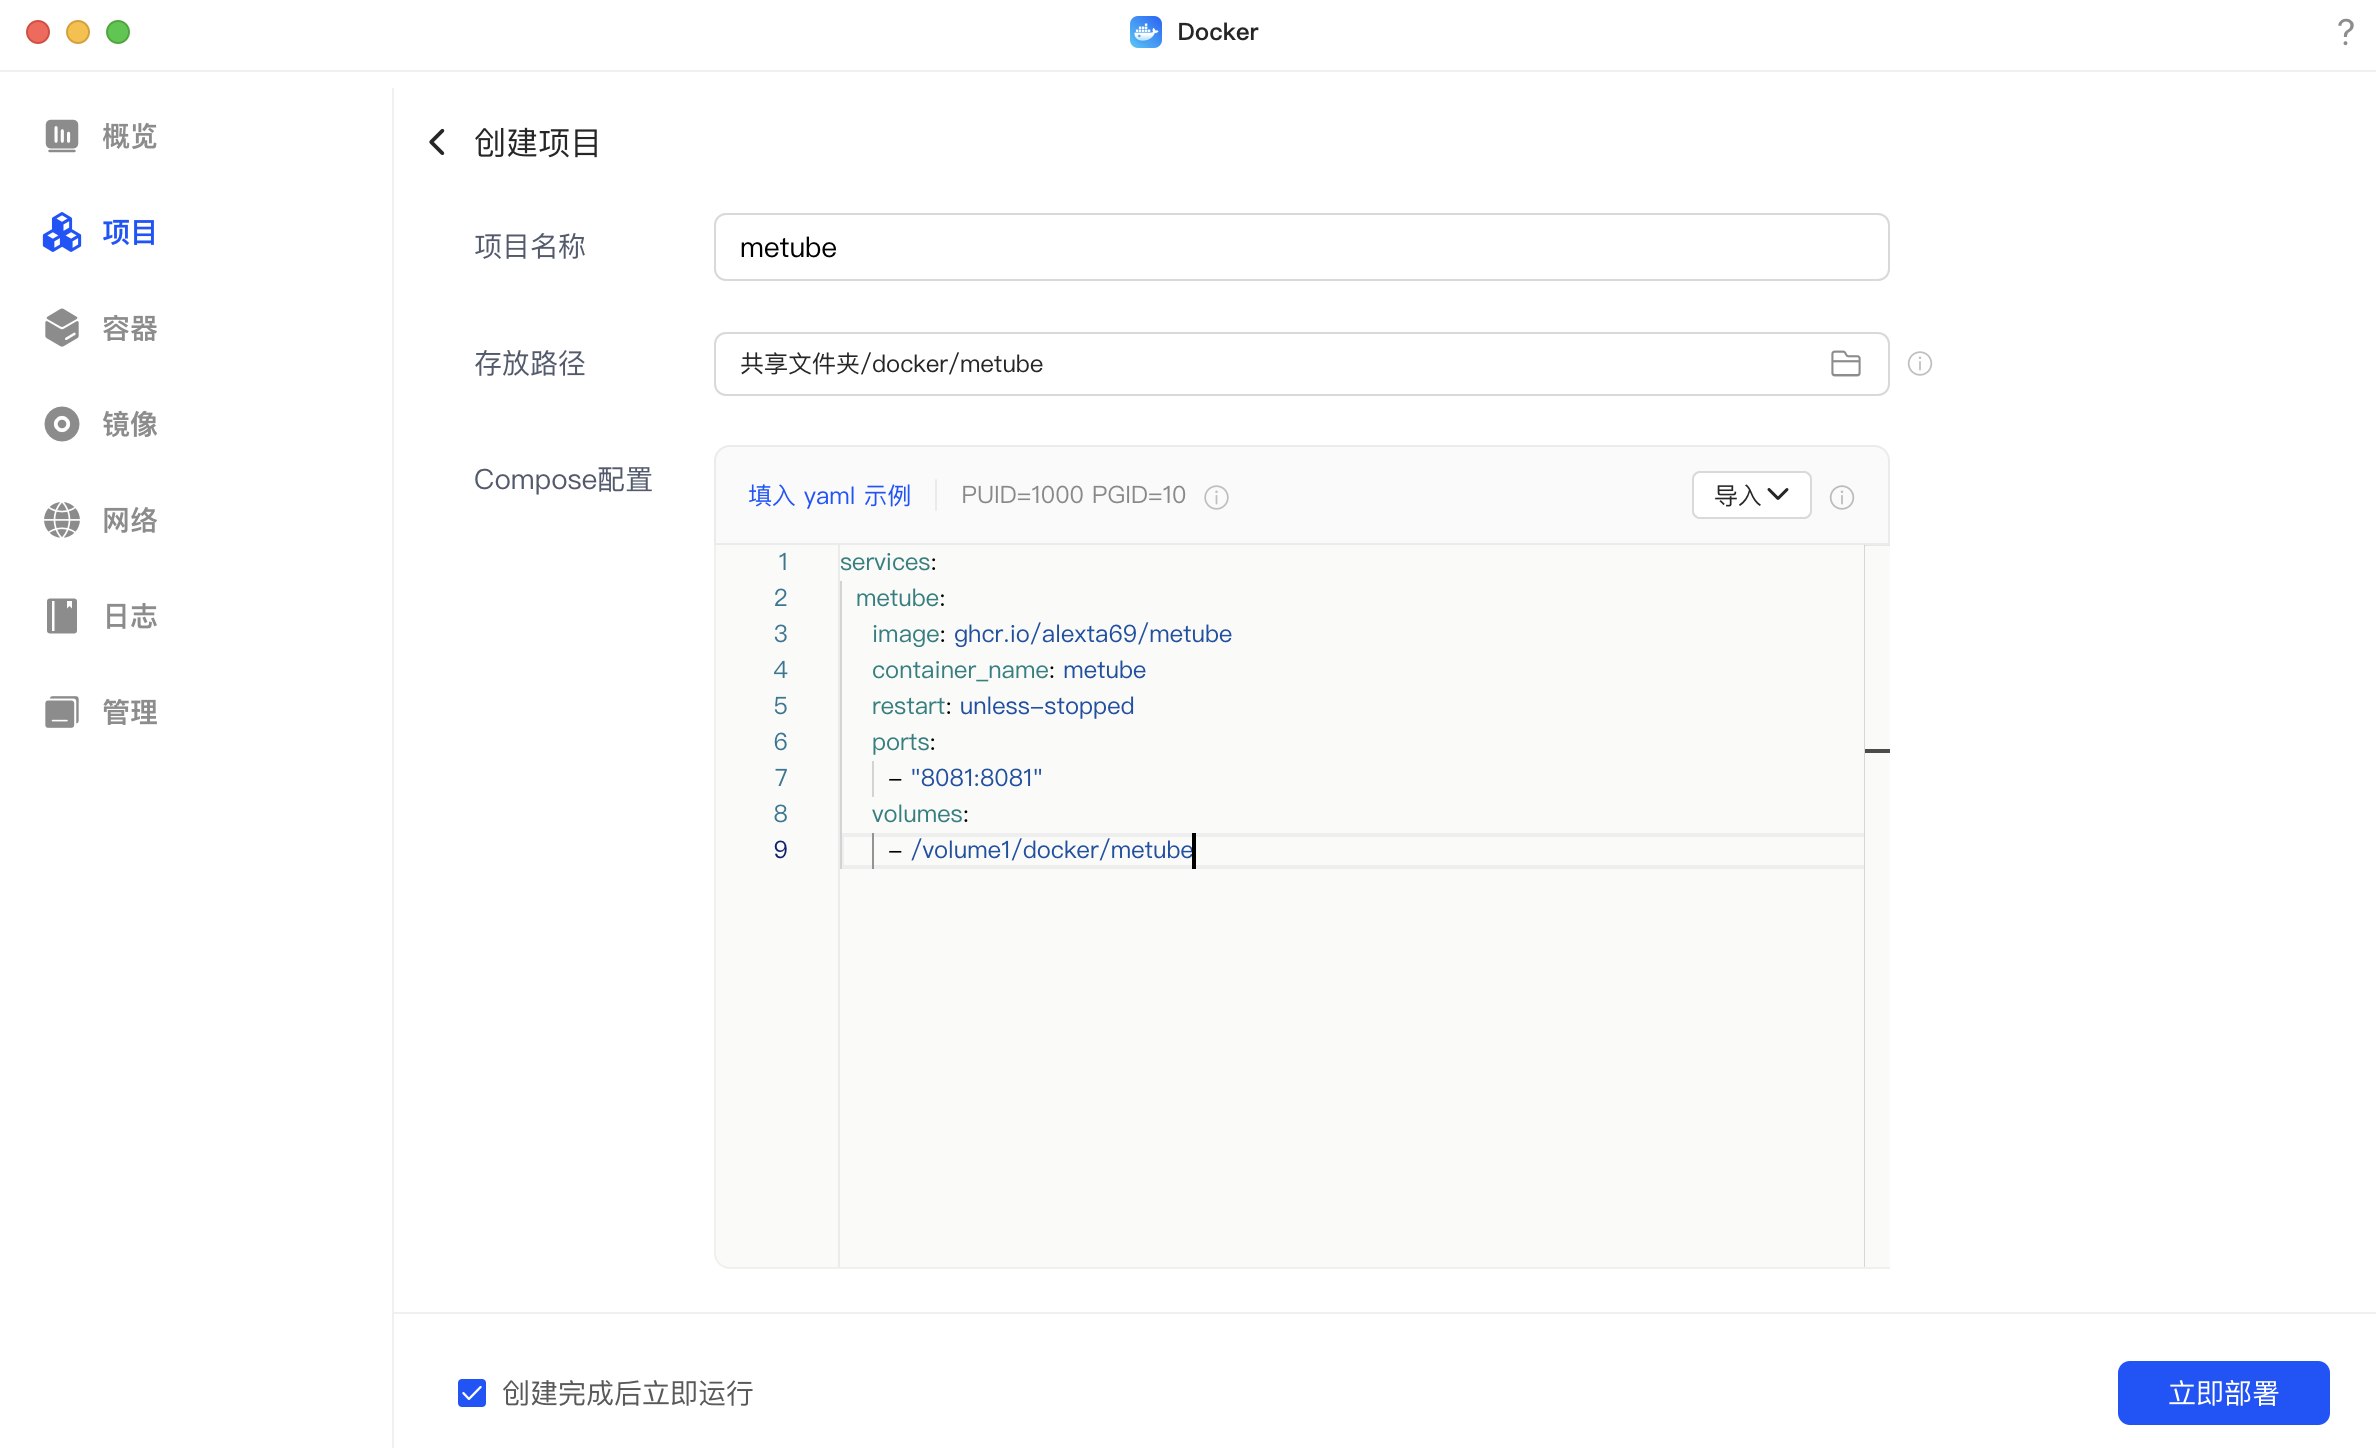 Docker
?
概览
项目
容器
镜像
网络
日志
管理
创建项目
项目名称
metube
存放路径
共享文件夹/docker/metube
Compose配置
填入 yaml 示例
PUID=1000 PGID=10
导入
1 services:
2 metube:
3 image: ghcr.io/alexta69/metube
4 container_name: metube
5 restart: unless-stopped
6 ports:
7 - "8081:8081"
8 volumes:
9 - /volume1/docker/metube
创建完成后立即运行
立即部署